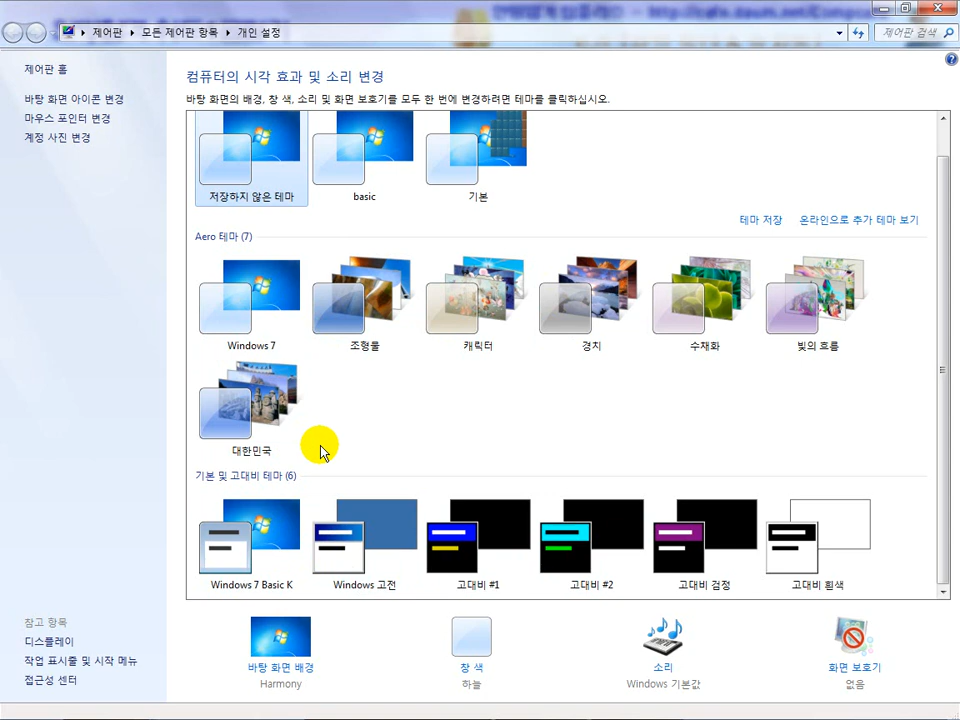 제어판 ▸ 모든 제어판 항목 ▸ 개인 설정
제어판 검색
제어판 홈
바탕 화면 아이콘 변경
마우스 포인터 변경
계정 사진 변경
컴퓨터의 시각 효과 및 소리 변경
바탕 화면의 배경, 창 색, 소리 및 화면 보호기를 모두 한 번에 변경하려면 테마를 클릭하십시오.
저장하지 않은 테마 basic 기본
테마 저장 온라인으로 추가 테마 보기
Aero 테마 (7)
Windows 7 조형물 캐릭터 경치 수채화 빛의 흐름
대한민국
기본 및 고대비 테마 (6)
Windows 7 Basic K Windows 고전 고대비 #1 고대비 #2 고대비 검정 고대비 흰색
참고 항목
디스플레이
작업 표시줄 및 시작 메뉴
접근성 센터
바탕 화면 배경 창 색 소리 화면 보호기
Harmony 하늘 Windows 기본값 없음